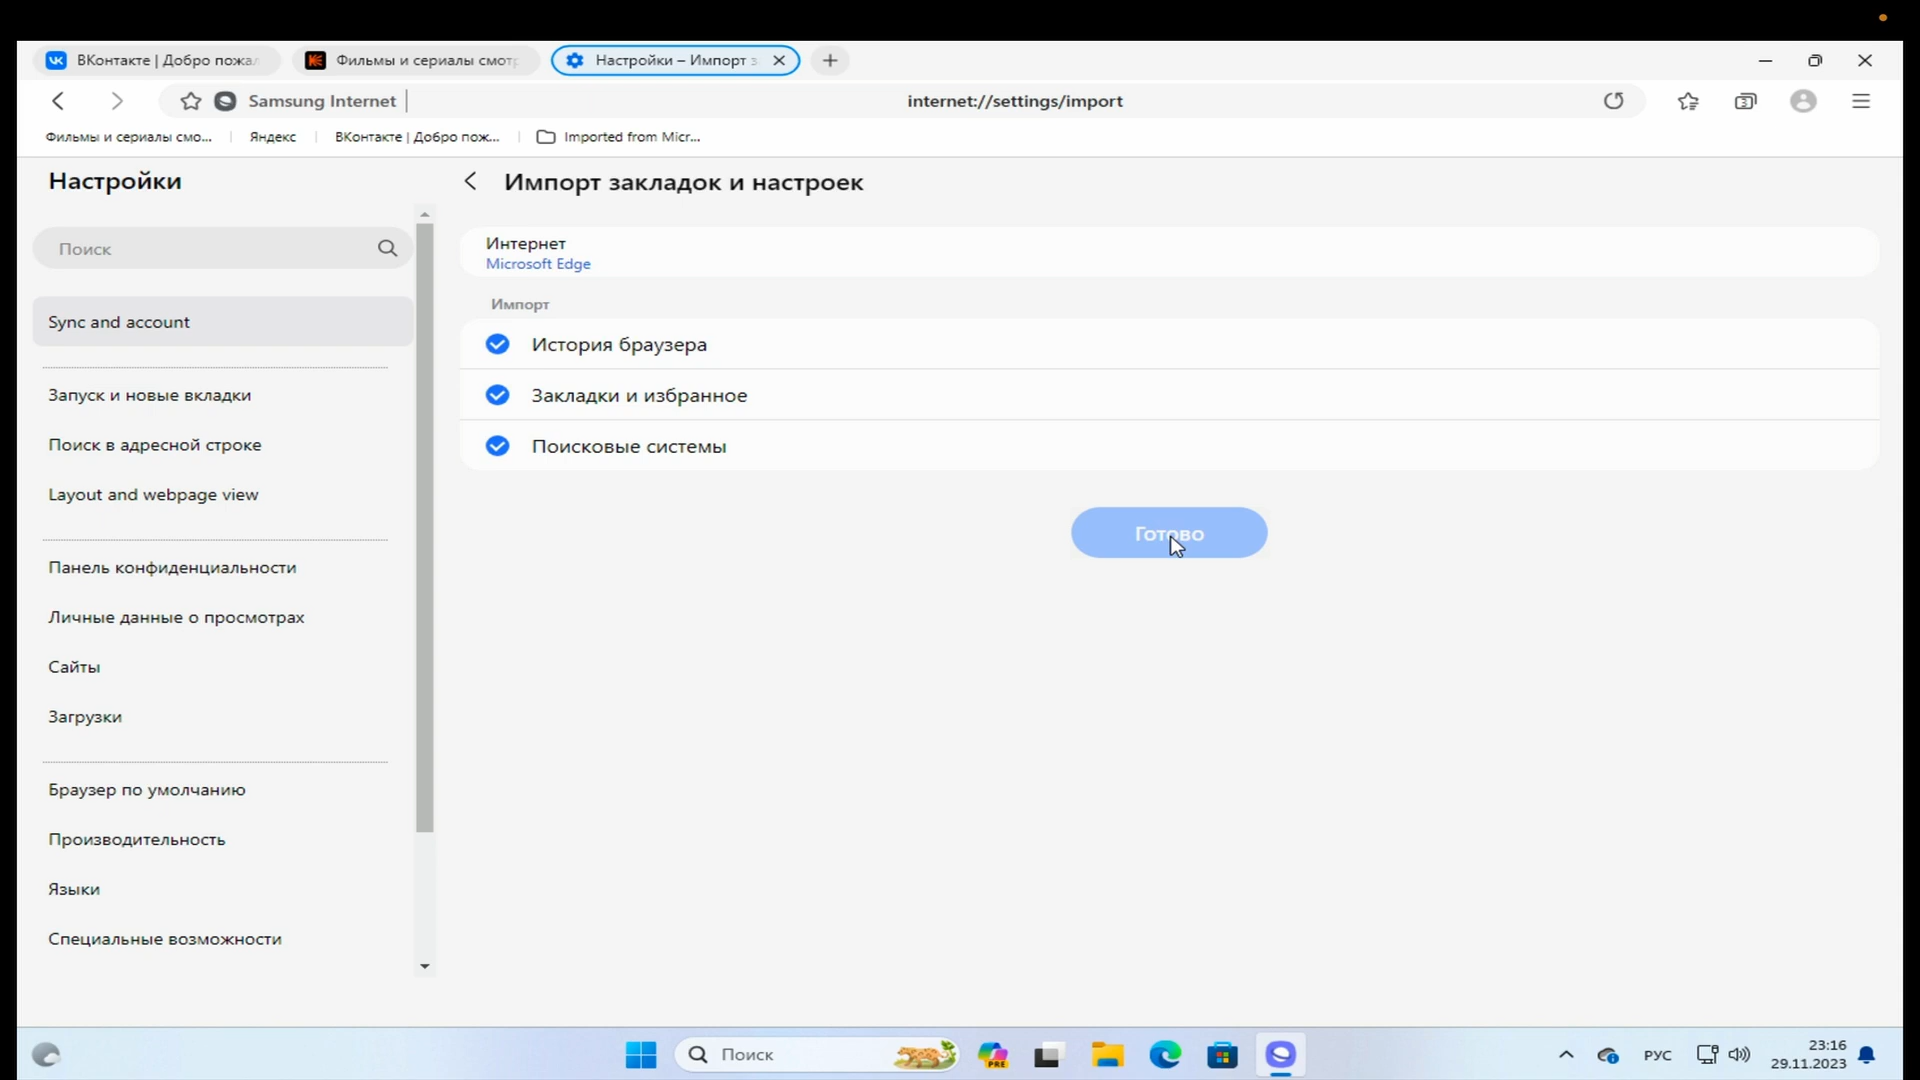 ВКонтакте | Добро пожа
Фильмы и сериалы смот
Настройки – Импорт з
Samsung Internet
internet://settings/import
3
Фильмы и сериалы смо...
Яндекс
ВКонтакте | Добро пож...
Imported from Micr...
Настройки
Поиск
Sync and account
Запуск и новые вкладки
Поиск в адресной строке
Layout and webpage view
Панель конфиденциальности
Личные данные о просмотрах
Сайты
Загрузки
Браузер по умолчанию
Производительность
Языки
Специальные возможности
Импорт закладок и настроек
Интернет
Microsoft Edge
Импорт
История браузера
Закладки и избранное
Поисковые системы
Готово
Поиск
PRE
РУС
23:16
29.11.2023